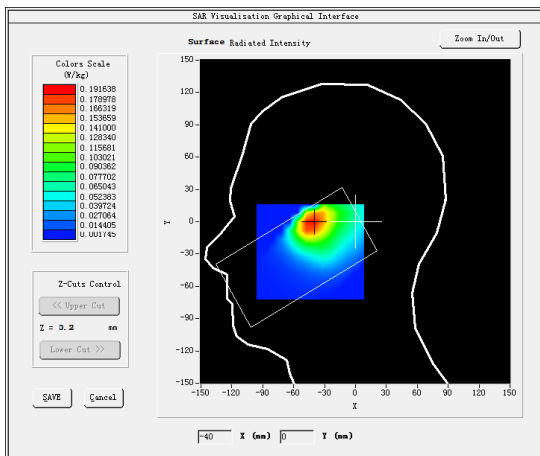 SAR Visualisation Graphical Interface
Surface Radiated Intensity
Zoom In/Out
Colors Scale
(W/kg)
0.191638
0.178978
0.166319
0.153659
0.141000
0.128340
0.115681
0.103021
0.090362
0.077702
0.065043
0.052383
0.039724
0.027064
0.014405
0.001745
Z-Cuts Control
<< Upper Cut
Z = 3.2 mm
Lower Cut >>
SAVE Cancel
150
120
90
60
30
0
-30
-60
-90
-120
-150
Y
-150 -120 -90 -60 -30 0 30 60 90 120 150
X
-40 X (mm) 0 Y (mm)